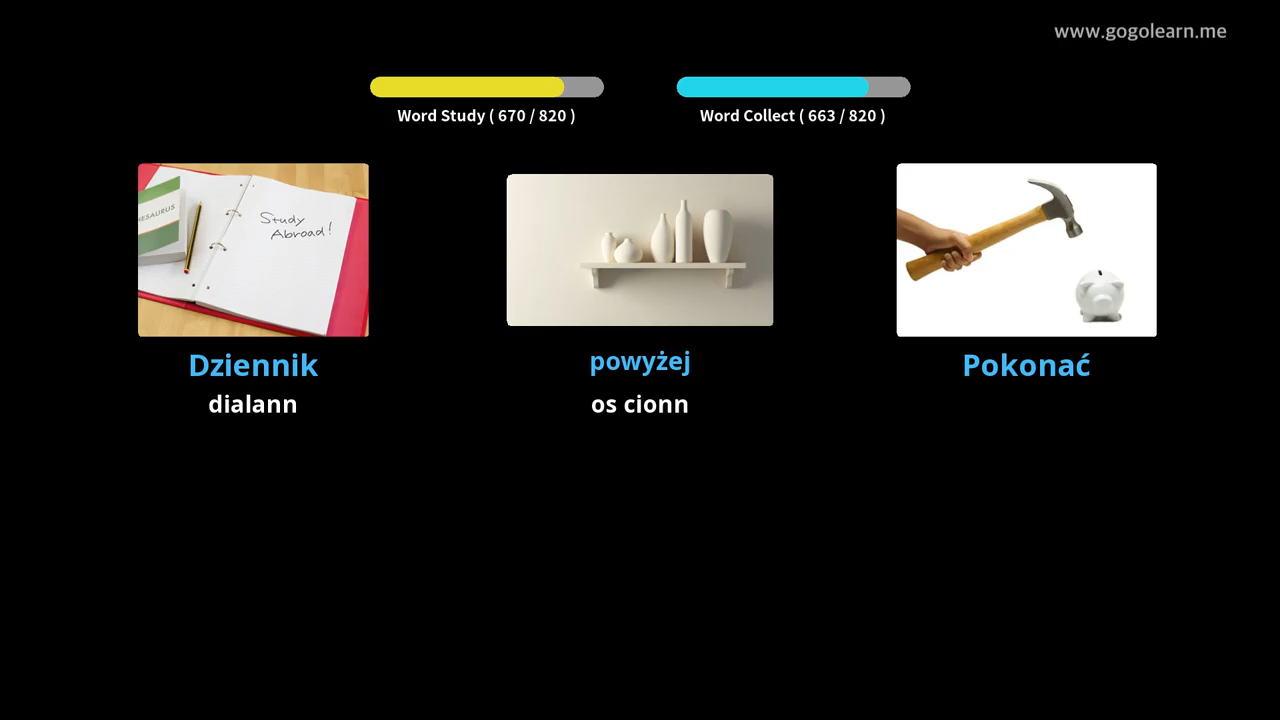 www.gogolearn.me
Word Study ( 670 / 820 )
Word Collect ( 663 / 820 )
THESAURUS
Study
Abroad!
Dziennik
dialann
powyżej
os cionn
Pokonać